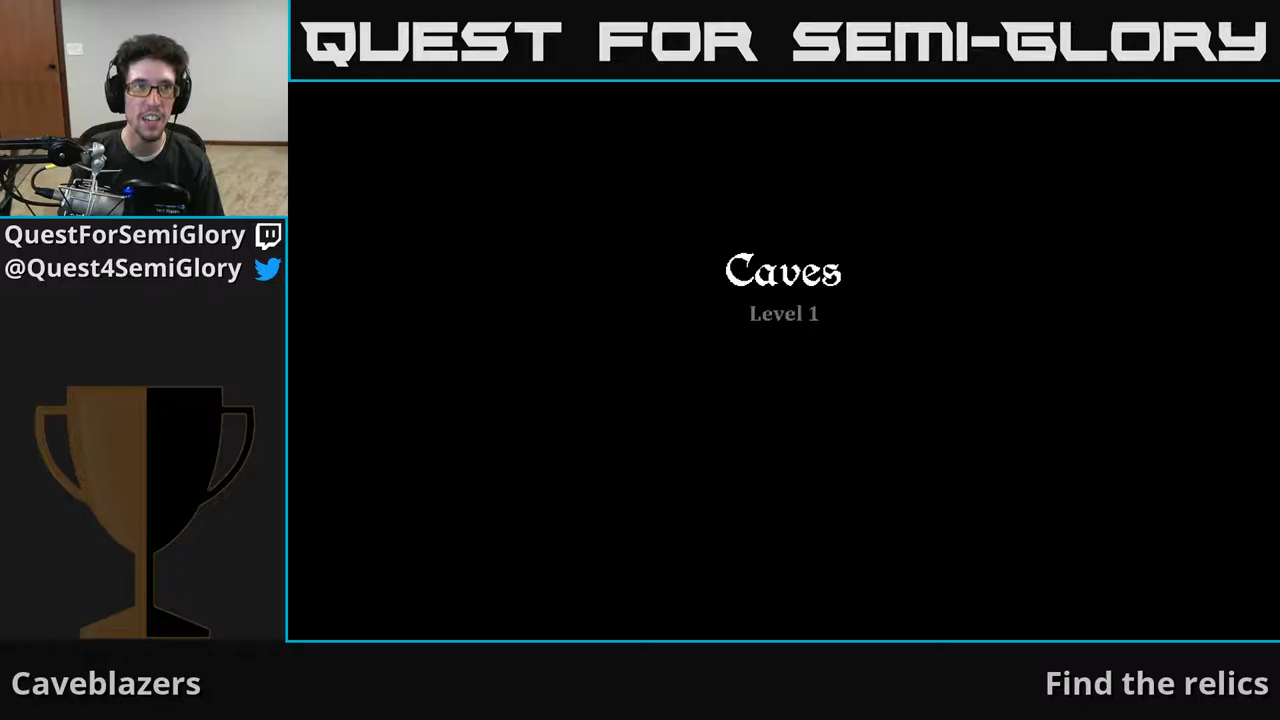 QUEST FOR SEMI-GLORY
QuestForSemiGlory
@Quest4SemiGlory
Caves
Level 1
Caveblazers
Find the relics